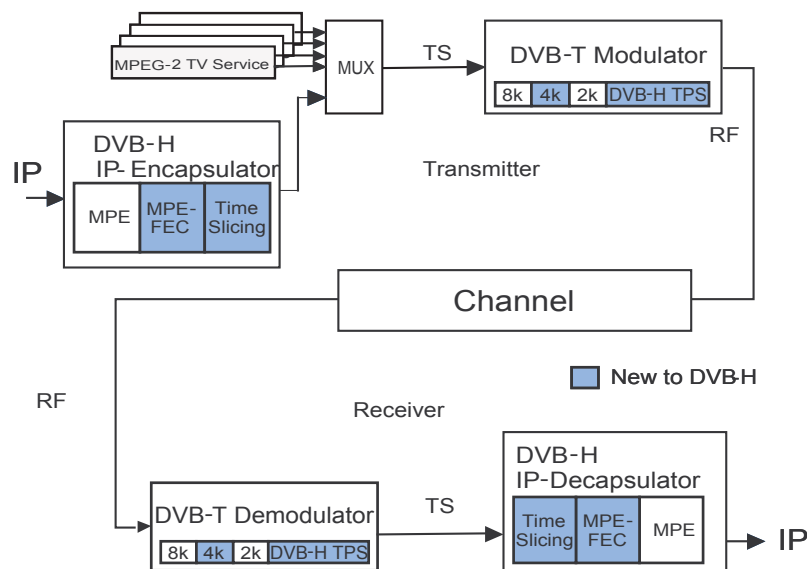 MPEG-2 TV Service
MUX
TS
DVB-T Modulator
8k 4k 2k DVB-H TPS
RF
IP
DVB-H
IP-Encapsulator
MPE
MPE-
FEC
Time
Slicing
Transmitter
Channel
New to DVB-H
RF
Receiver
DVB-T Demodulator
8k 4k 2k DVB-H TPS
TS
DVB-H
IP-Decapsulator
Time
Slicing
MPE-
FEC
MPE
IP